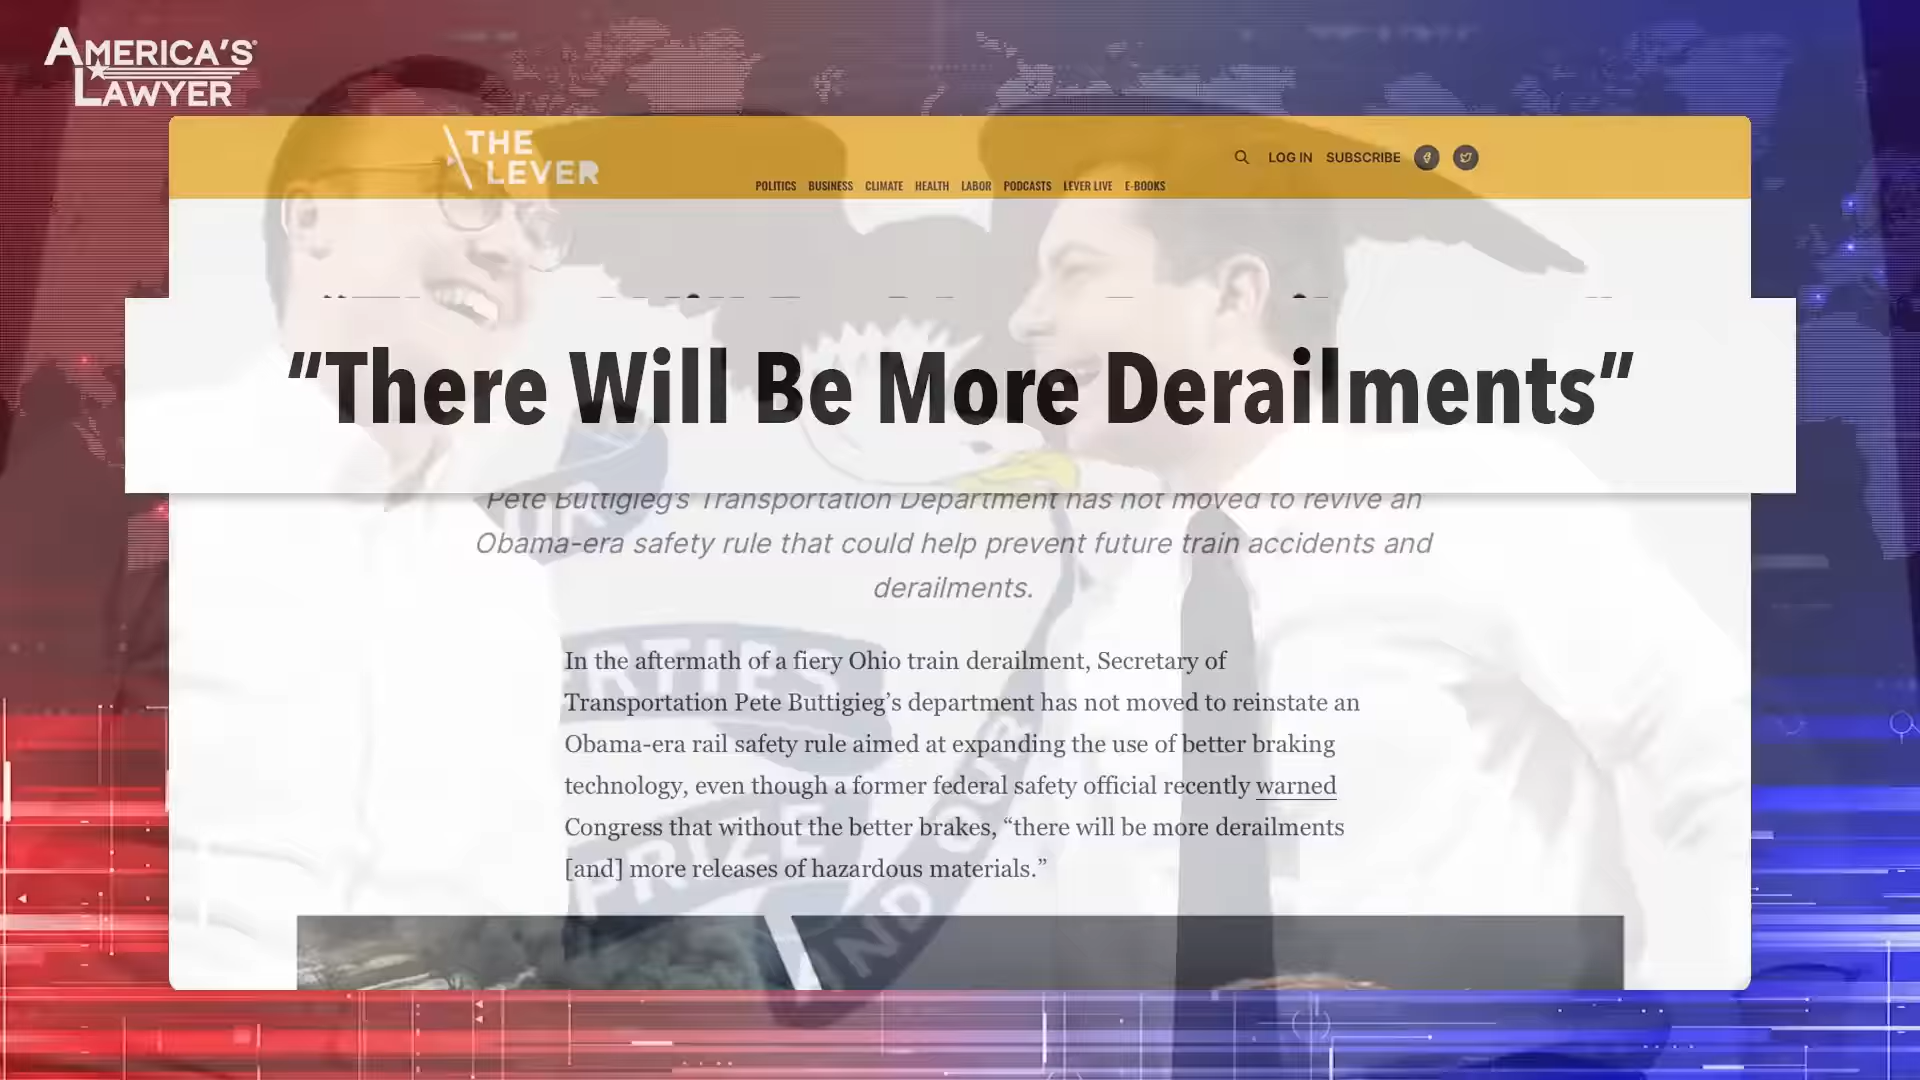 AMERICA'S
LAWYER
THE
LEVER
LOG IN SUBSCRIBE
POLITICS BUSINESS CLIMATE HEALTH LABOR PODCASTS LEVER LIVE E-BOOKS
“There Will Be More Derailments”
Pete Buttigieg's Transportation Department has not moved to revive an
Obama-era safety rule that could help prevent future train accidents and
derailments.
In the aftermath of a fiery Ohio train derailment, Secretary of
Transportation Pete Buttigieg’s department has not moved to reinstate an
Obama-era rail safety rule aimed at expanding the use of better braking
technology, even though a former federal safety official recently warned
Congress that without the better brakes, “there will be more derailments
[and] more releases of hazardous materials.”
OUR
ERTIES
PRIZE
AND OUR